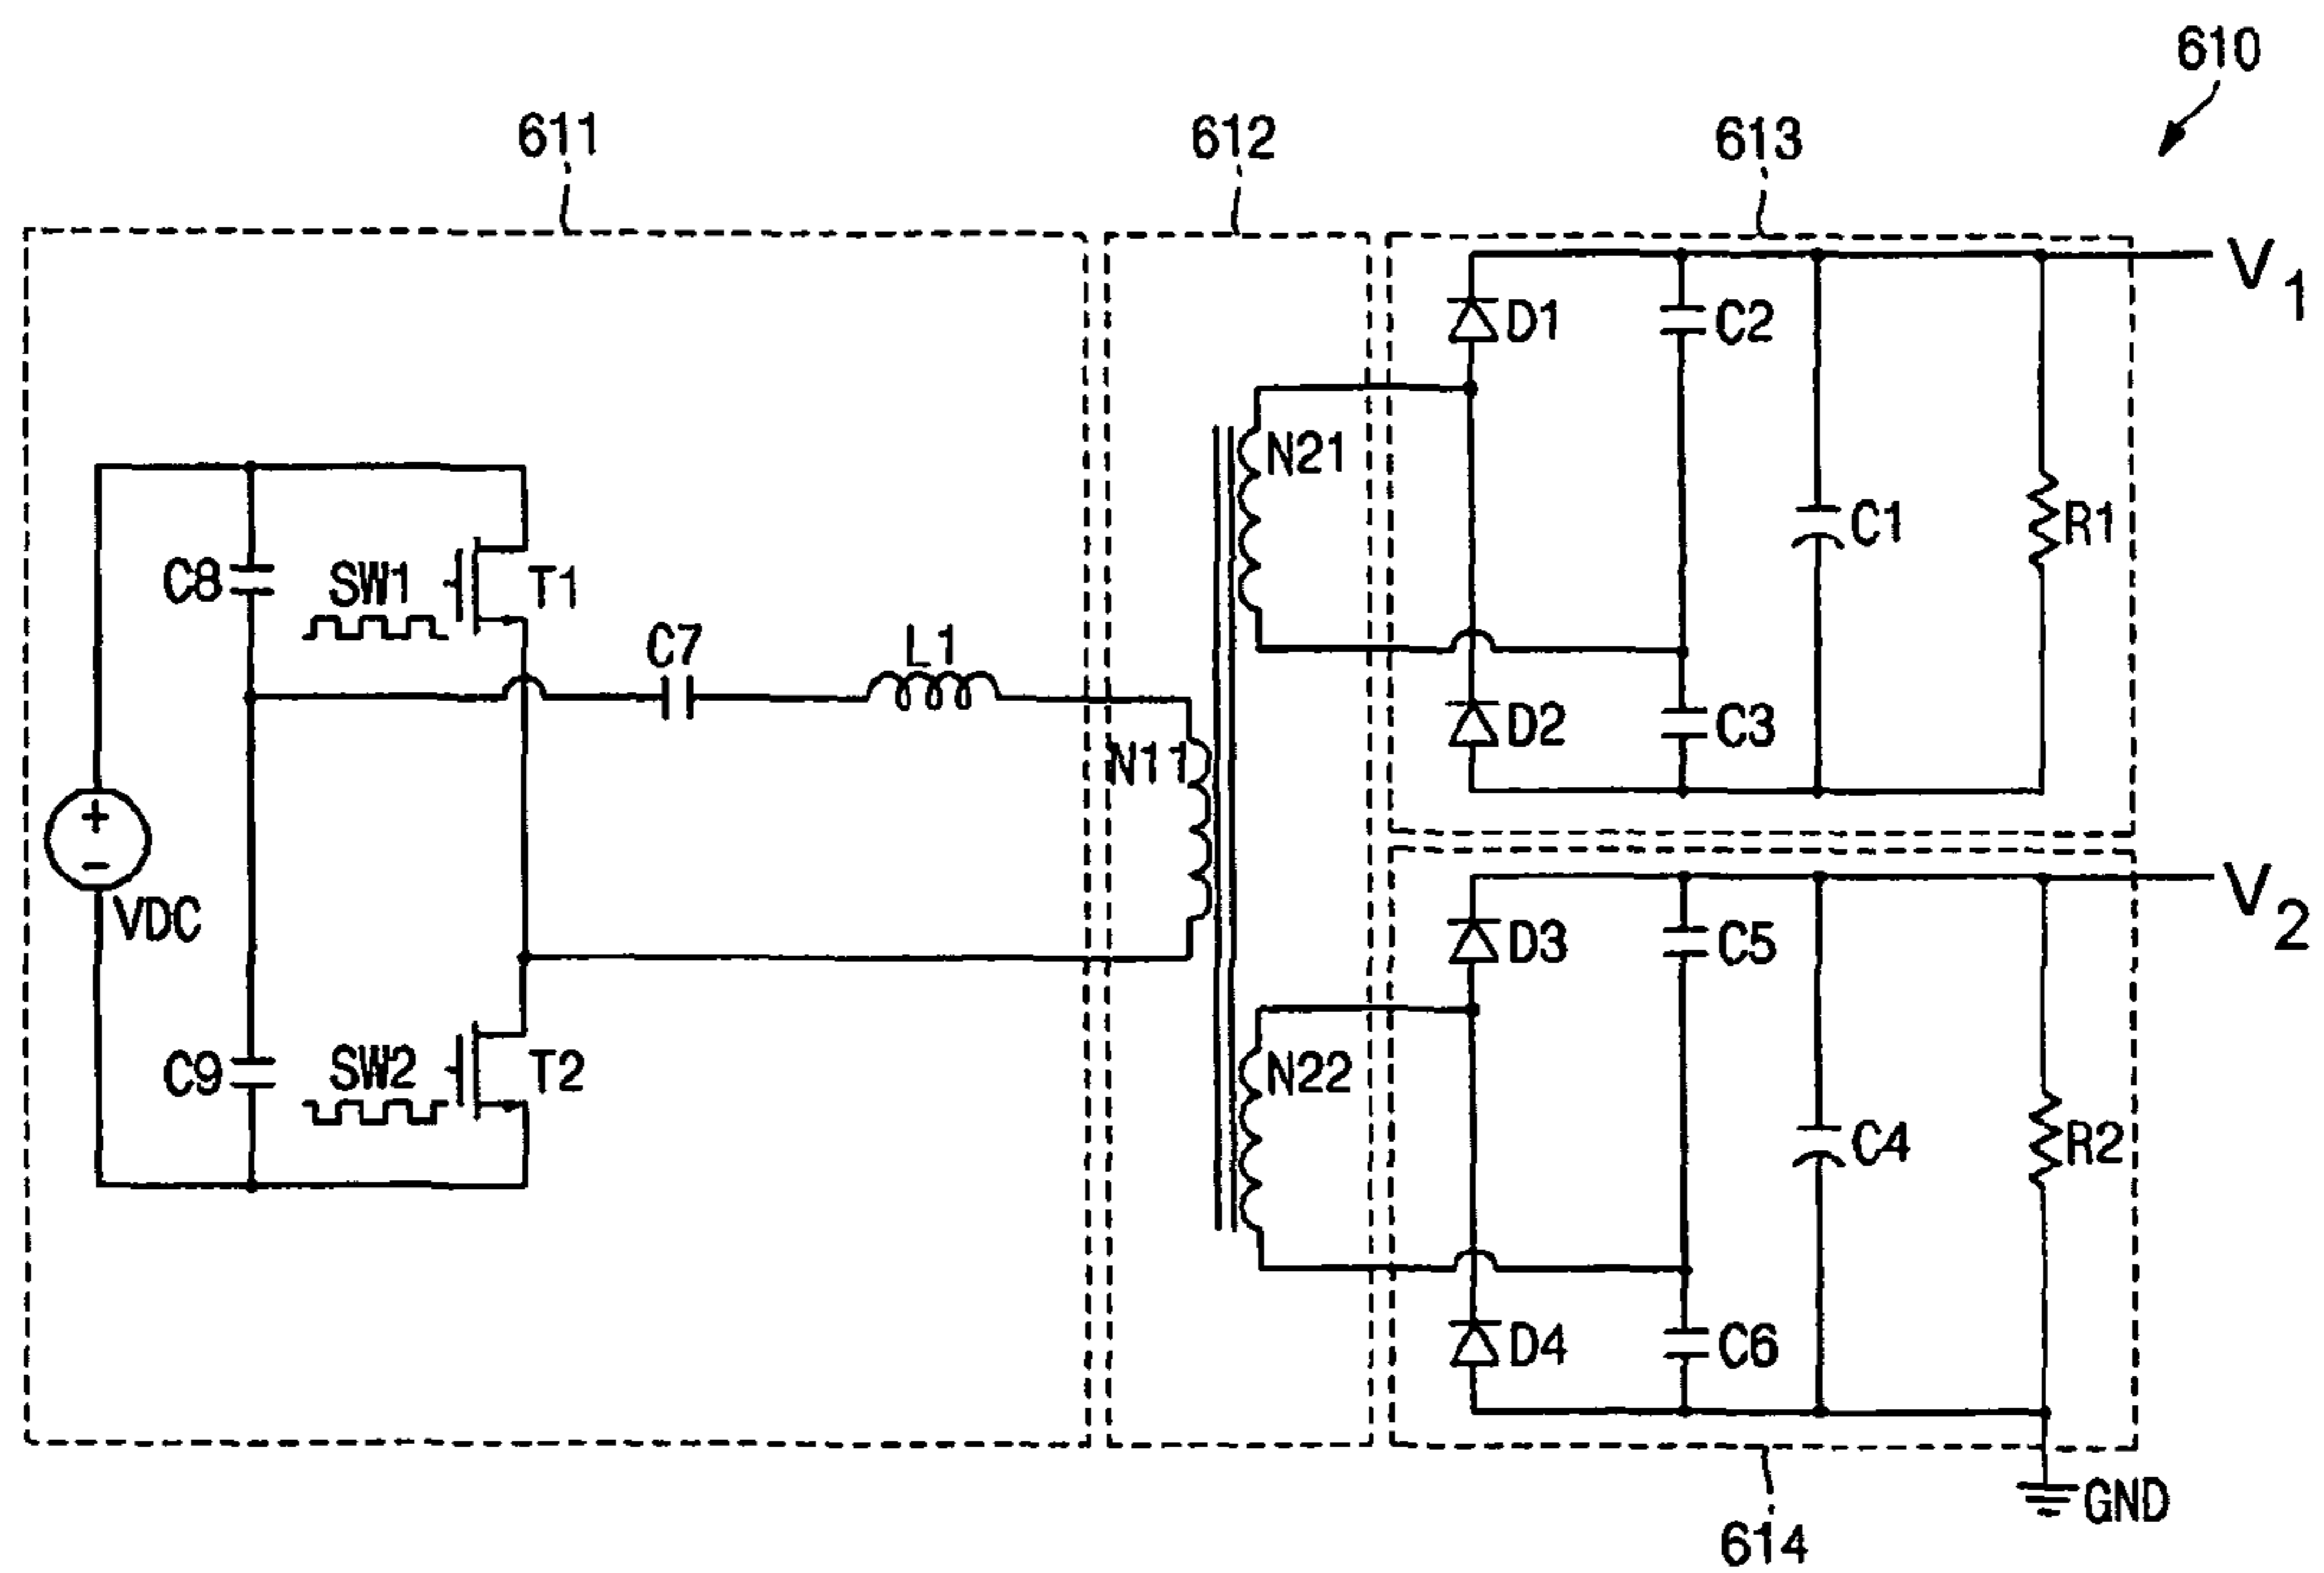 610
611
612
613
V1
D1
C2
N21
C1
R1
C8
SW1
T1
C7
L1
N11
D2
C3
+
-
VDC
V2
D3
C5
C9
SW2
T2
N22
C4
R2
D4
C6
GND
614